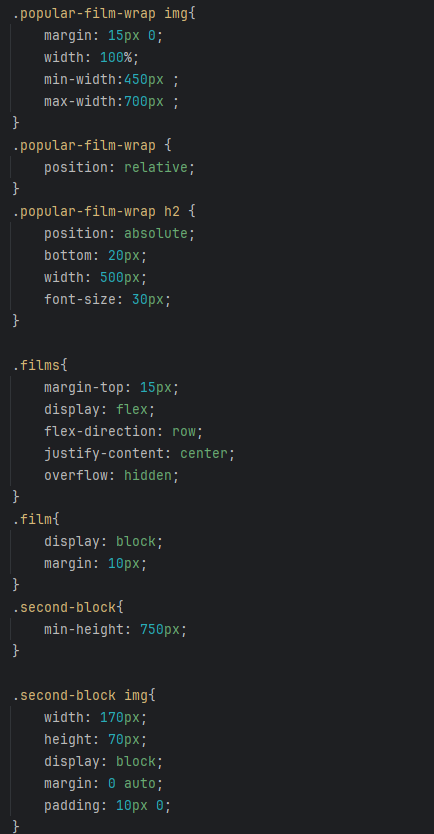 .popular-film-wrap img{
    margin: 15px 0;
    width: 100%;
    min-width:450px ;
    max-width:700px ;
}
.popular-film-wrap {
    position: relative;
}
.popular-film-wrap h2 {
    position: absolute;
    bottom: 20px;
    width: 500px;
    font-size: 30px;
}

.films{
    margin-top: 15px;
    display: flex;
    flex-direction: row;
    justify-content: center;
    overflow: hidden;
}
.film{
    display: block;
    margin: 10px;
}
.second-block{
    min-height: 750px;
}

.second-block img{
    width: 170px;
    height: 70px;
    display: block;
    margin: 0 auto;
    padding: 10px 0;
}